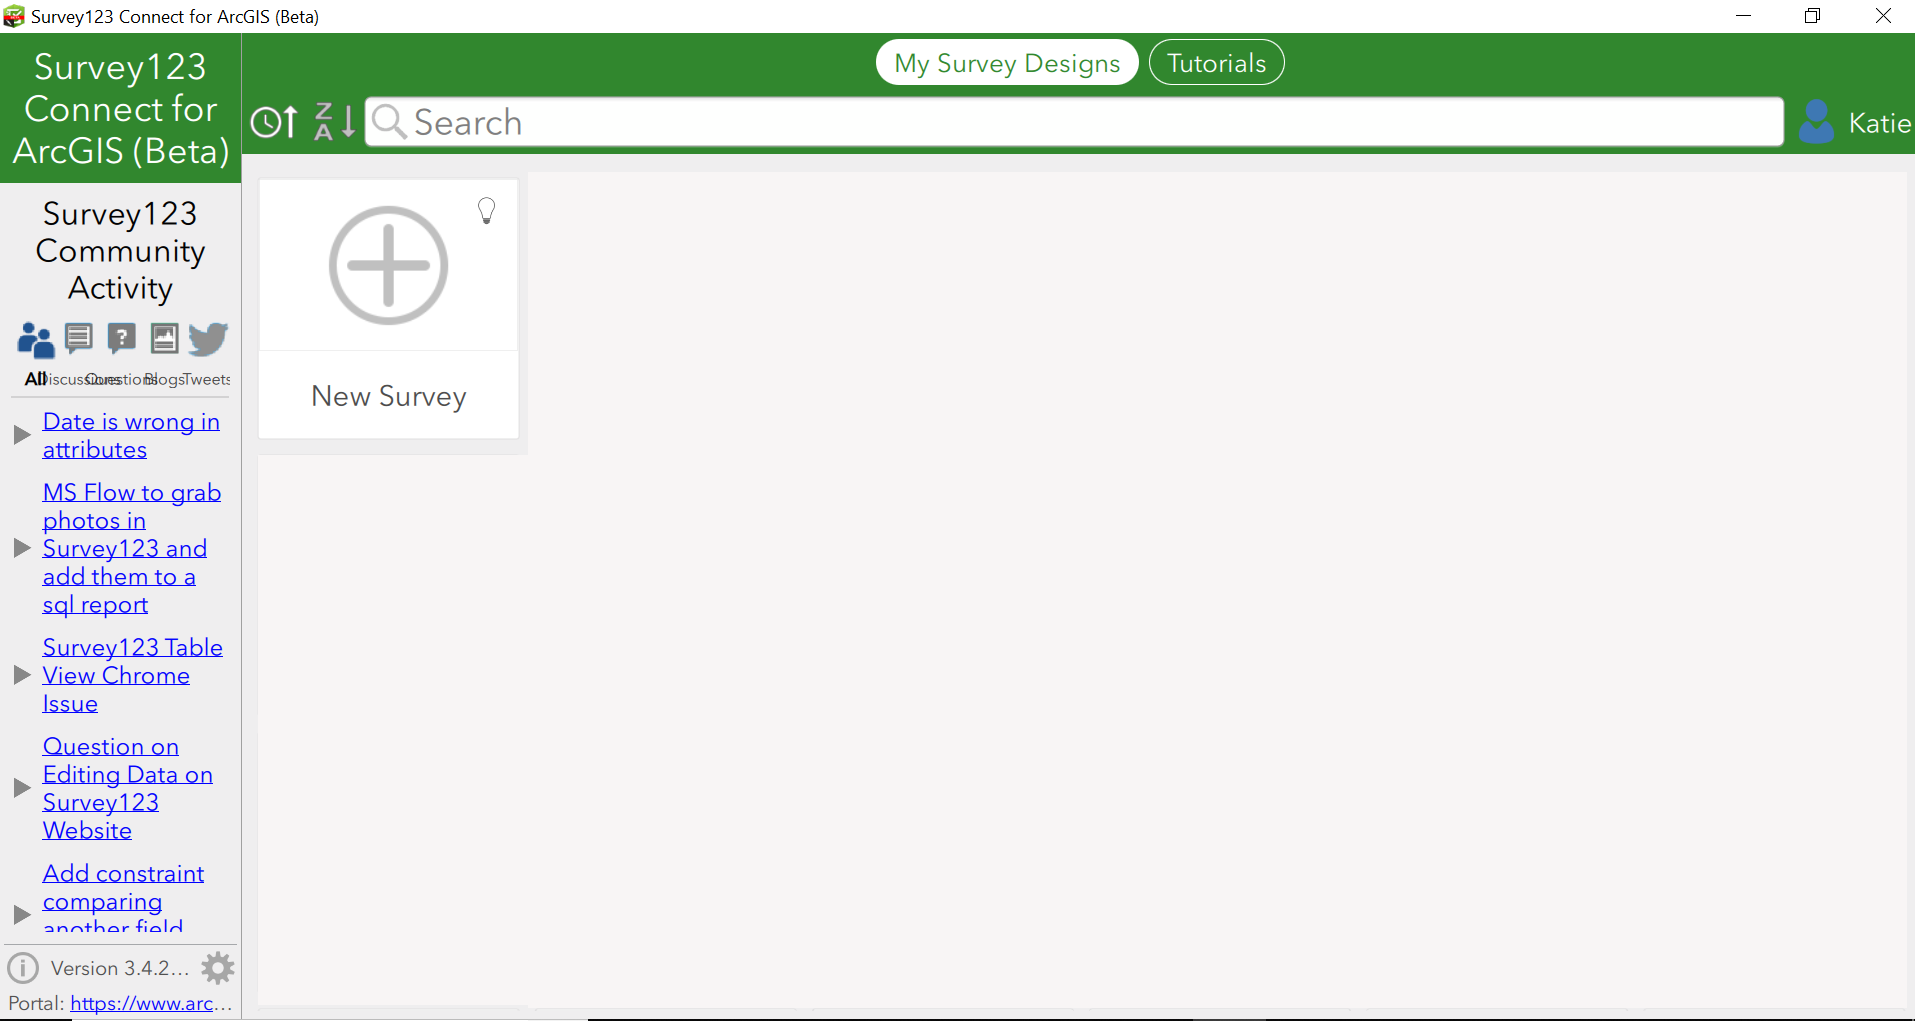 Survey123 Connect for ArcGIS (Beta)
Survey123
Connect for
ArcGIS (Beta)
My Survey Designs
Tutorials
Z
A
Search
Katie
Survey123
Community
Activity
?
All
Discussions
Questions
Blogs
Tweets
Date is wrong in
attributes
MS Flow to grab
photos in
Survey123 and
add them to a
sql report
Survey123 Table
View Chrome
Issue
Question on
Editing Data on
Survey123
Website
Add constraint
comparing
another field
New Survey
i
Version 3.4.2...
Portal: https://www.arc...